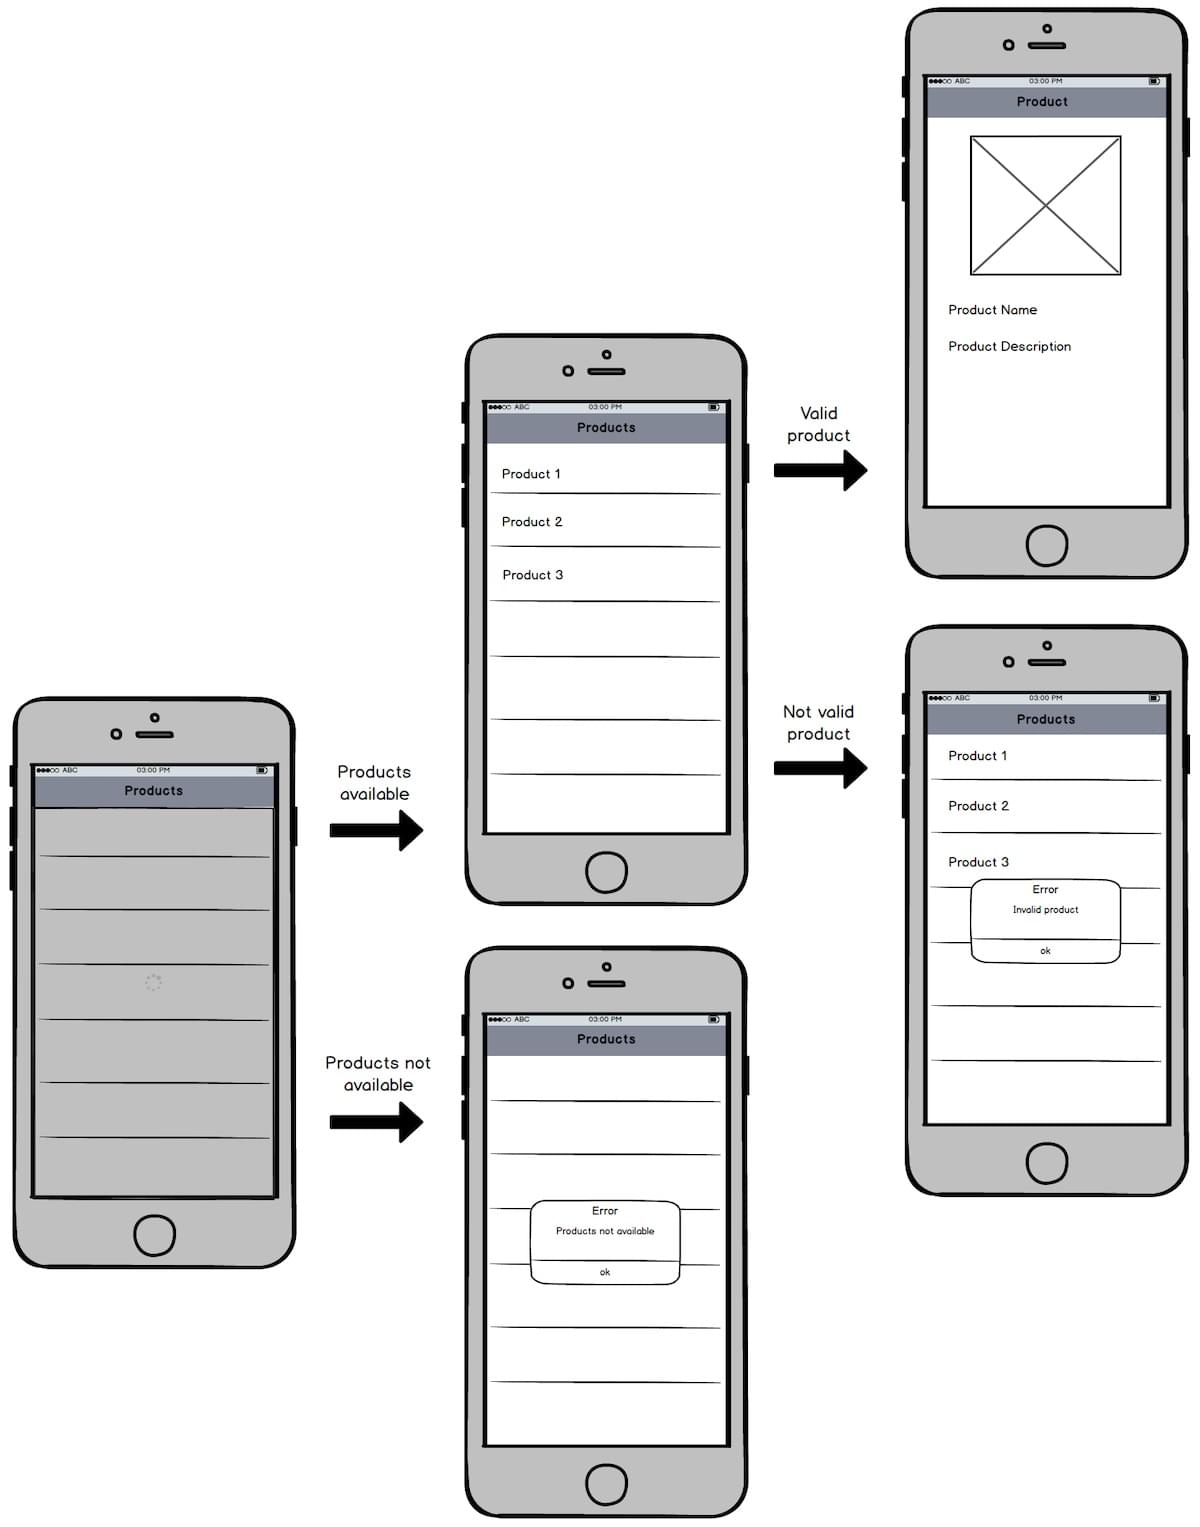 ABC 03:00 PM
Product
Product Name
Product Description
ABC 03:00 PM
Products
Product 1
Product 2
Product 3
Valid
product
Not valid
product
ABC 03:00 PM
Products
Product 1
Product 2
Product 3
Error
Invalid product
ok
ABC 03:00 PM
Products
Products
available
Products not
available
ABC 03:00 PM
Products
Error
Products not available
ok